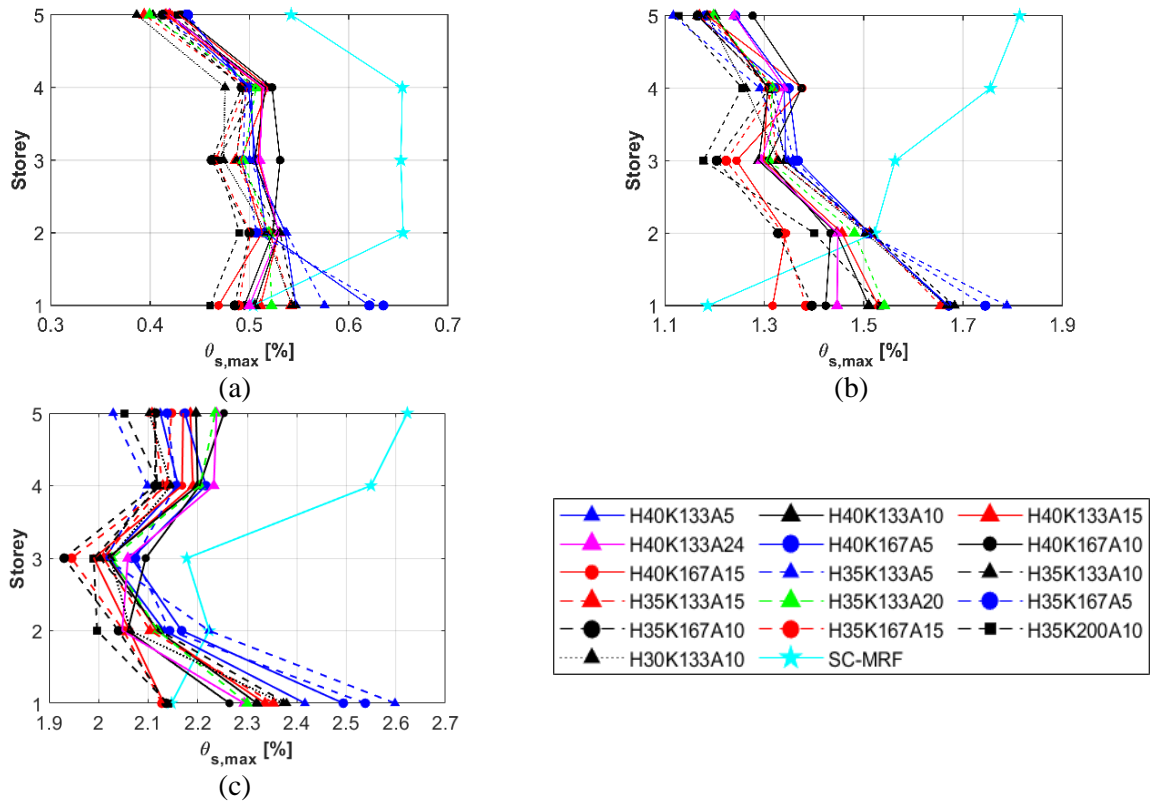 5
4
3
2
1
Storey
0.3 0.4 0.5 0.6 0.7
θs,max [%]
(a)
5
4
3
2
1
Storey
1.1 1.3 1.5 1.7 1.9
θs,max [%]
(b)
5
4
3
2
1
Storey
1.9 2.0 2.1 2.2 2.3 2.4 2.5 2.6 2.7
θs,max [%]
(c)
H40K133A5 H40K133A10 H40K133A15
H40K133A24 H40K167A5 H40K167A10
H40K167A15 H35K133A5 H35K133A10
H35K133A15 H35K133A20 H35K167A5
H35K167A10 H35K167A15 H35K200A10
H30K133A10 SC-MRF